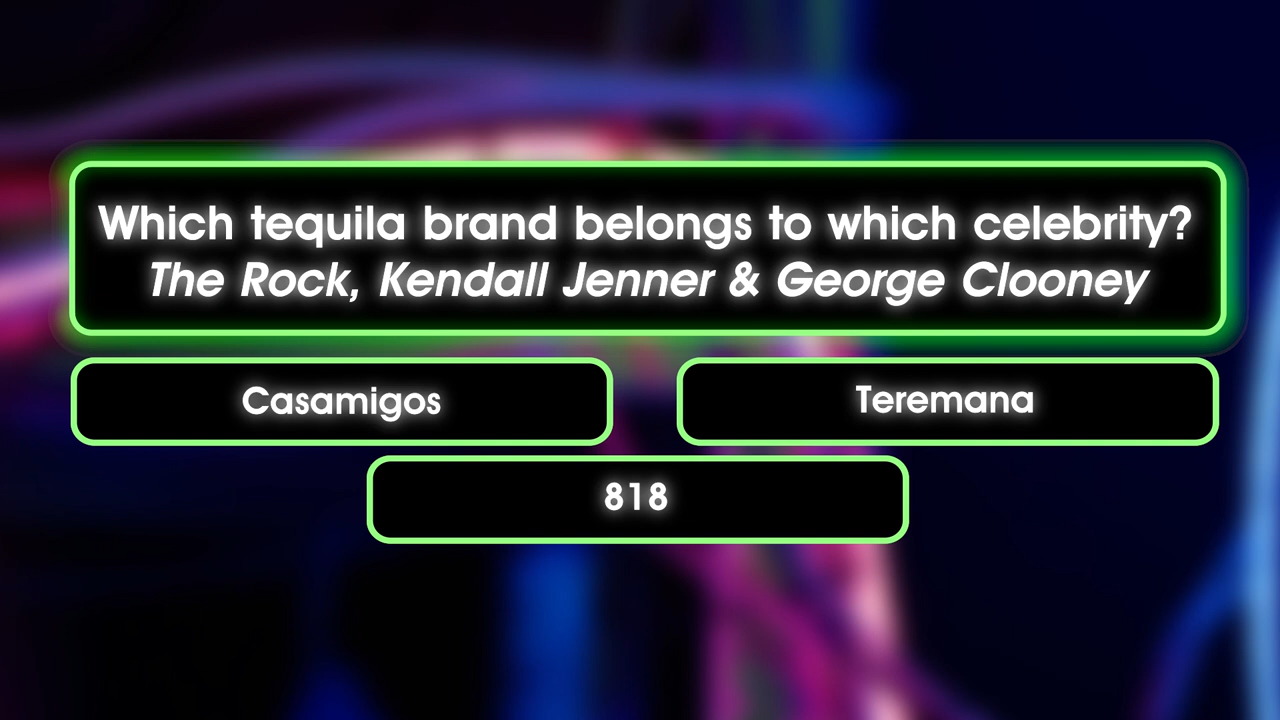 Which tequila brand belongs to which celebrity?
The Rock, Kendall Jenner & George Clooney
Casamigos
Teremana
818